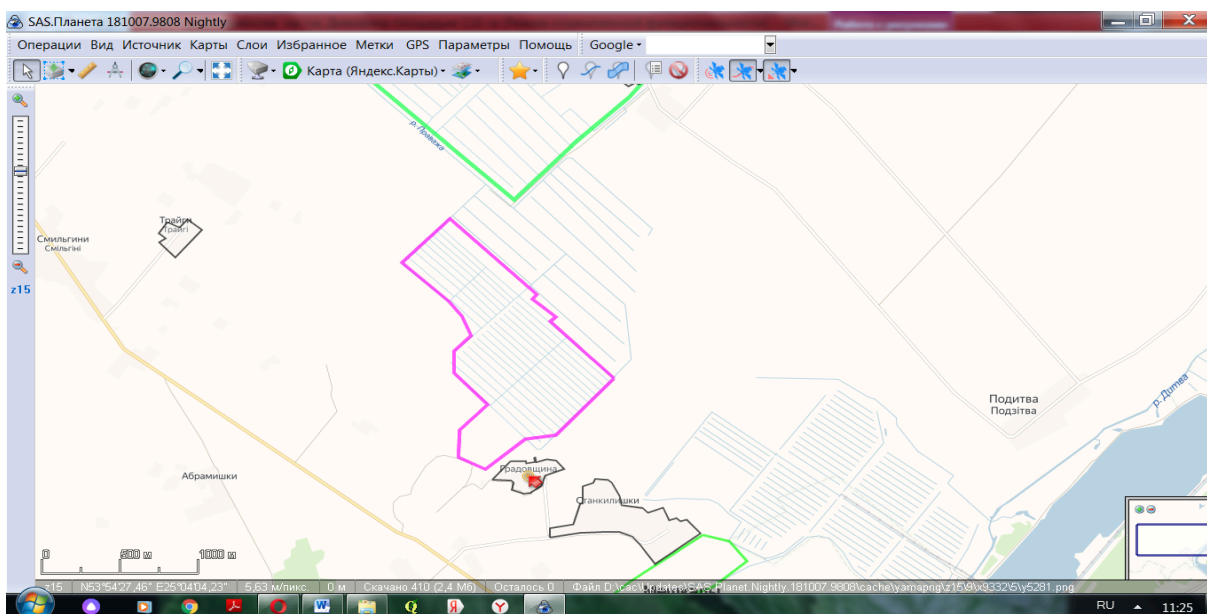 SAS.Планета 181007.9808 Nightly
Операции Вид Источник Карты Слои Избранное Метки GPS Параметры Помощь Google
Карта (Яндекс.Карты)
р. Праважа
Трайги
Трайгі
Смильгини
Смільгіні
z15
Подитва
Подзітва
р. Дитва
Абрамишки
Градовщина
Станкилишки
0 500 м 1000 м
z15 N53°54'27,46" E25°04'04,23" 5,63 м/пикс. 0 м Скачано 410 (2,4 Мб) Осталось 0 Файл D:\сас\Updates\SAS.Planet.Nightly.181007.9808\cache\yamapng\z15\9\x9332\5\y5281.png
RU 11:25